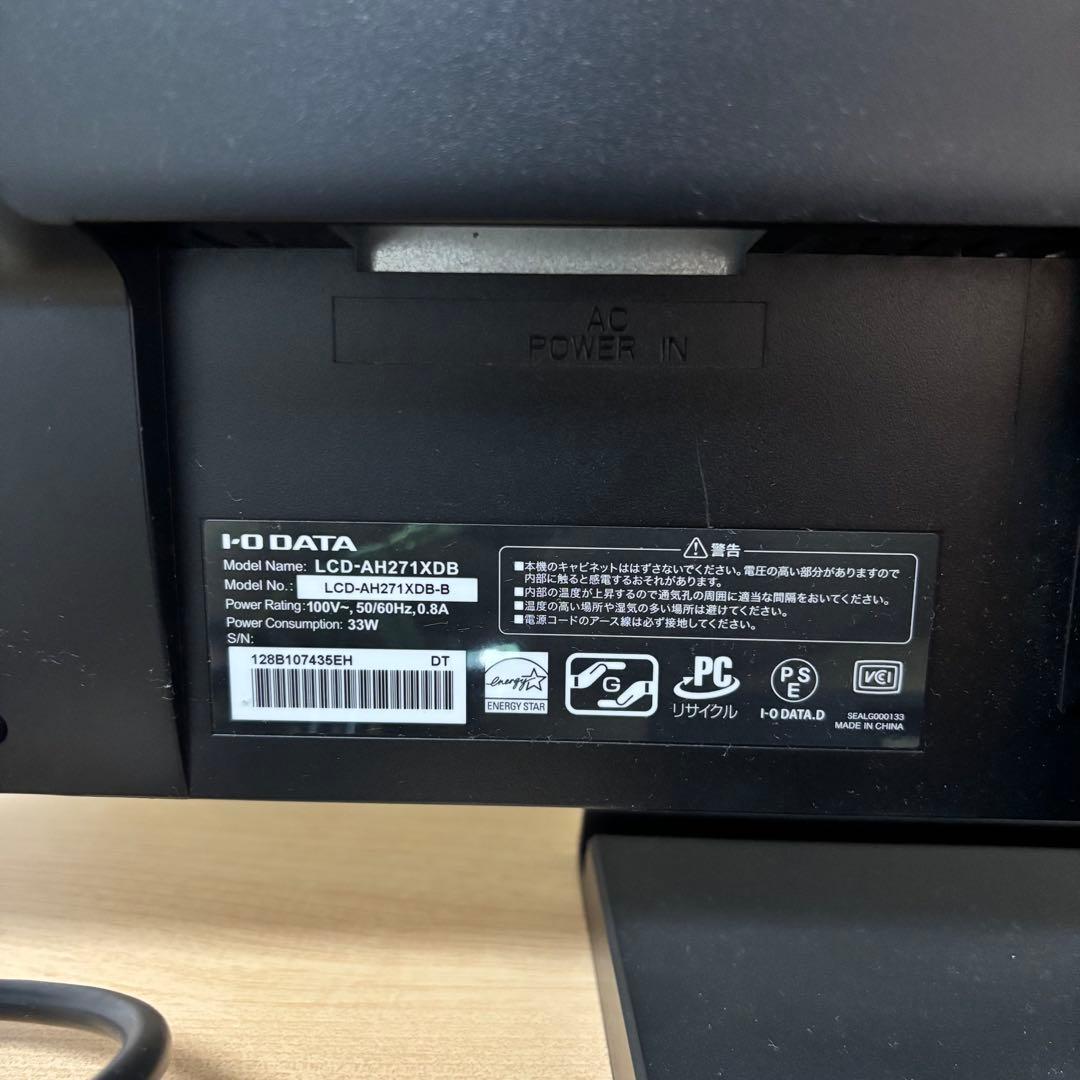 AC
POWER IN
I-O DATA
Model Name: LCD-AH271XDB
Model No.: LCD-AH271XDB-B
Power Rating: 100V~, 50/60Hz, 0.8A
Power Consumption: 33W
S/N:
128B107435EH DT
⚠警告
■本機のキャビネットははずさないでください。電圧の高い部分がありますので
内部に触ると感電するおそれがあります。
■内部の温度が上昇するので通気孔の周囲に適当な間隔をおいてください。
■温度の高い場所や湿気の多い場所は避けてください。
■電源コードのアース線は必ず接地してください。
energy
ENERGY STAR
G
PC
リサイクル
PS
E
I-O DATA.D
VCI
SEALG000133
MADE IN CHINA